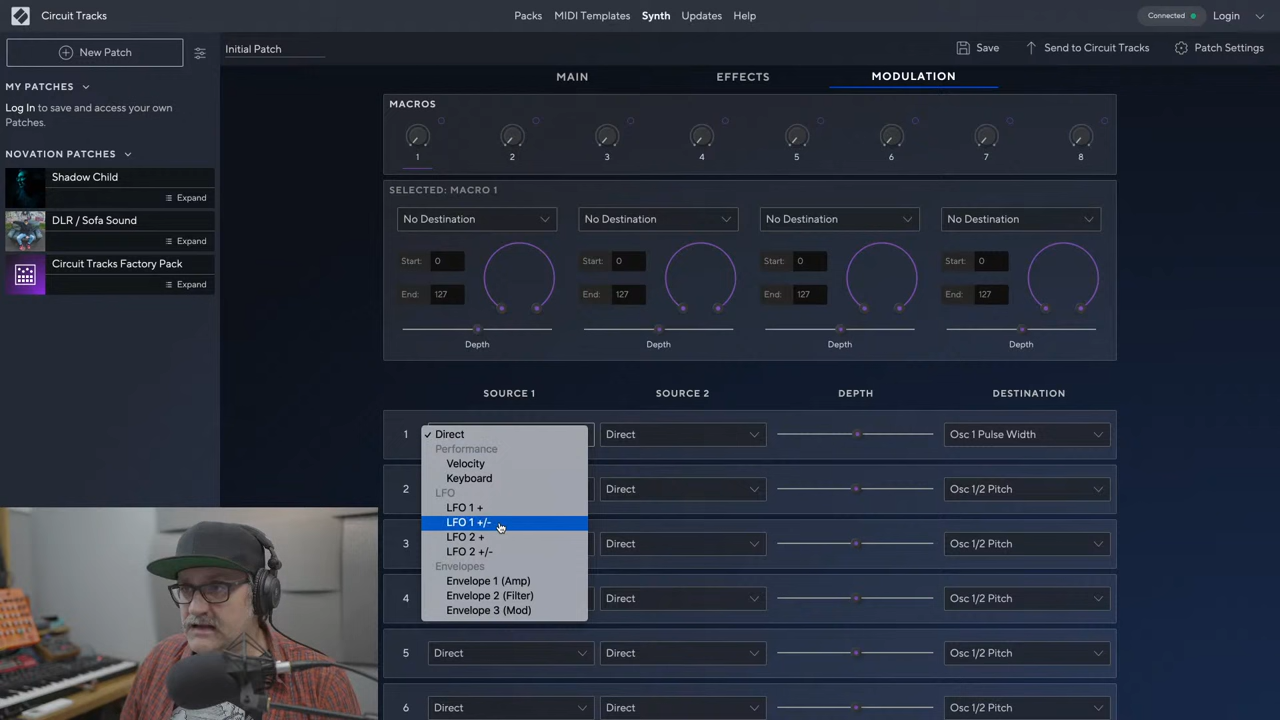 Circuit Tracks
Packs MIDI Templates Synth Updates Help
Connected Login
New Patch
Initial Patch
Save Send to Circuit Tracks Patch Settings
MY PATCHES
Log In to save and access your own
Patches.
NOVATION PATCHES
Shadow Child
Expand
DLR / Sofa Sound
Expand
Circuit Tracks Factory Pack
Expand
MAIN EFFECTS MODULATION
MACROS
1 2 3 4 5 6 7 8
SELECTED: MACRO 1
No Destination No Destination No Destination No Destination
Start: 0 Start: 0 Start: 0 Start: 0
End: 127 End: 127 End: 127 End: 127
Depth Depth Depth Depth
SOURCE 1 SOURCE 2 DEPTH DESTINATION
1 Direct Osc 1 Pulse Width
✓ Direct
Performance
Velocity
Keyboard
LFO
LFO 1 +
LFO 1 +/-
LFO 2 +
LFO 2 +/-
Envelopes
Envelope 1 (Amp)
Envelope 2 (Filter)
Envelope 3 (Mod)
2 Direct Osc 1/2 Pitch
3 Direct Osc 1/2 Pitch
4 Direct Osc 1/2 Pitch
5 Direct Direct Osc 1/2 Pitch
6 Direct Direct Osc 1/2 Pitch